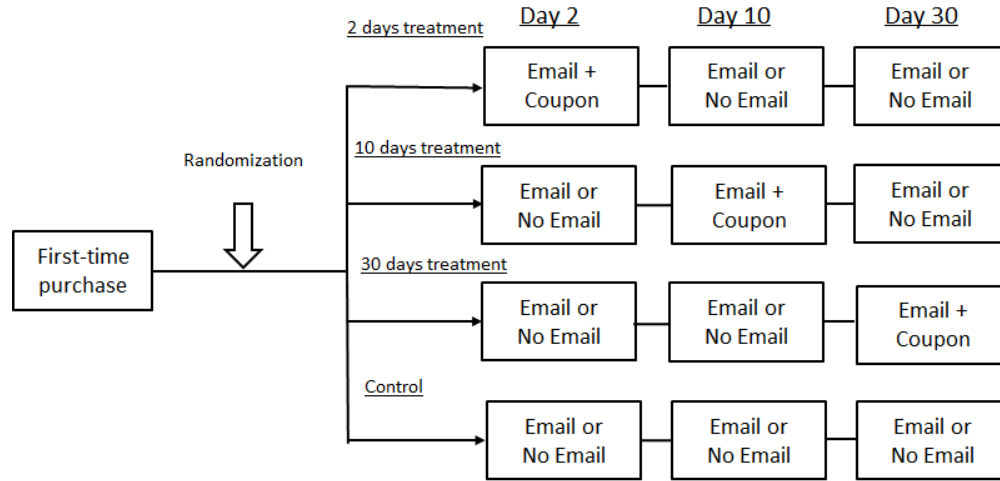 Day 2
Day 10
Day 30
2 days treatment
Email +
Coupon
Email or
No Email
Email or
No Email
Randomization
10 days treatment
Email or
No Email
Email +
Coupon
Email or
No Email
First-time
purchase
30 days treatment
Email or
No Email
Email or
No Email
Email +
Coupon
Control
Email or
No Email
Email or
No Email
Email or
No Email